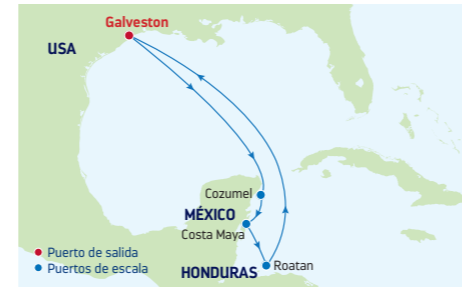 Galveston
USA
Cozumel
MÉXICO
Costa Maya
Puerto de salida
Puertos de escala
HONDURAS
Roatan